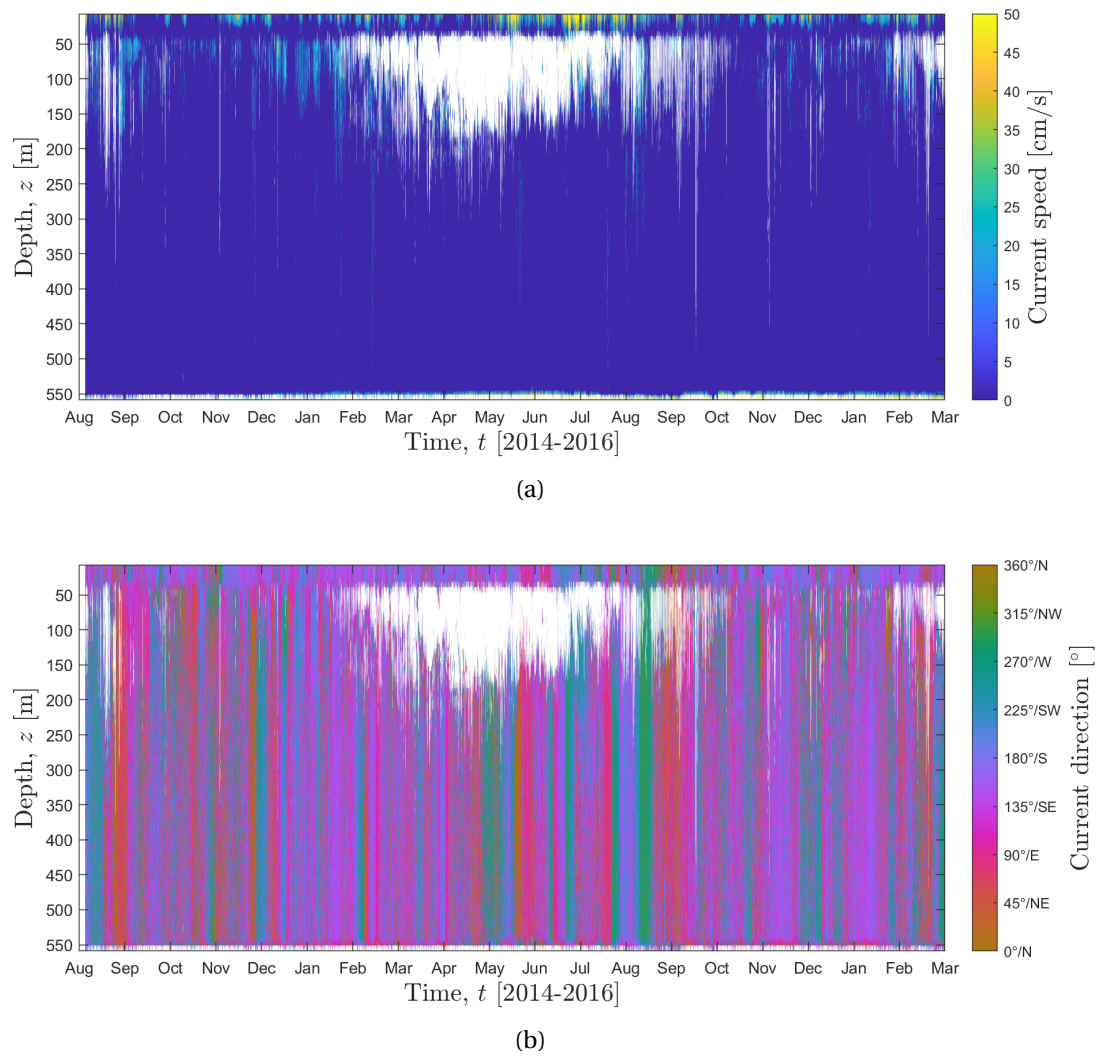 50
100
150
200
250
300
350
400
450
500
550
Depth, z [m]
Aug Sep Oct Nov Dec Jan Feb Mar Apr May Jun Jul Aug Sep Oct Nov Dec Jan Feb Mar
Time, t [2014-2016]
50
45
40
35
30
25
20
15
10
5
0
Current speed [cm/s]
(a)
50
100
150
200
250
300
350
400
450
500
550
Depth, z [m]
Aug Sep Oct Nov Dec Jan Feb Mar Apr May Jun Jul Aug Sep Oct Nov Dec Jan Feb Mar
Time, t [2014-2016]
360°/N
315°/NW
270°/W
225°/SW
180°/S
135°/SE
90°/E
45°/NE
0°/N
Current direction [°]
(b)